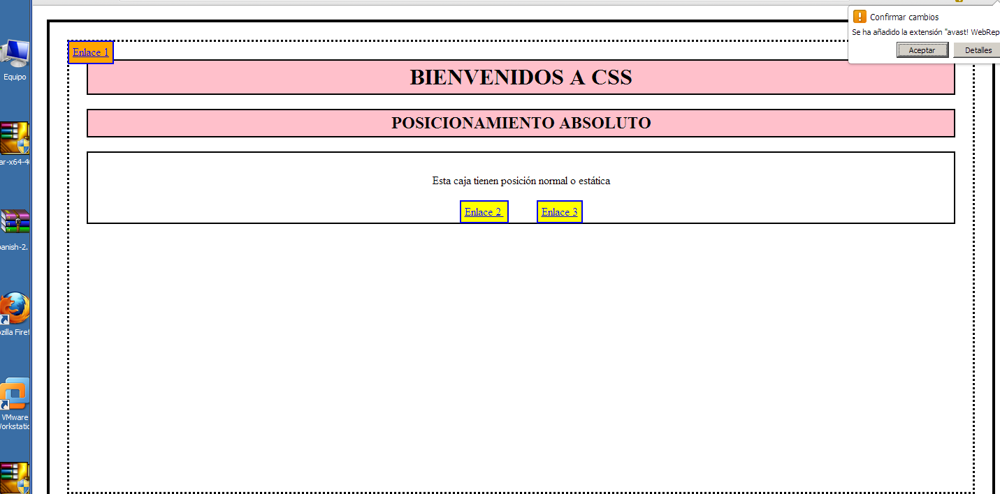 Confirmar cambios
Se ha añadido la extensión "avast! WebRep
Aceptar
Detalles
Equipo
ar-x64-4
panish-2.
ozilla Firef
VMware
Workstatio
Enlace 1
BIENVENIDOS A CSS
POSICIONAMIENTO ABSOLUTO
Esta caja tienen posición normal o estática
Enlace 2
Enlace 3